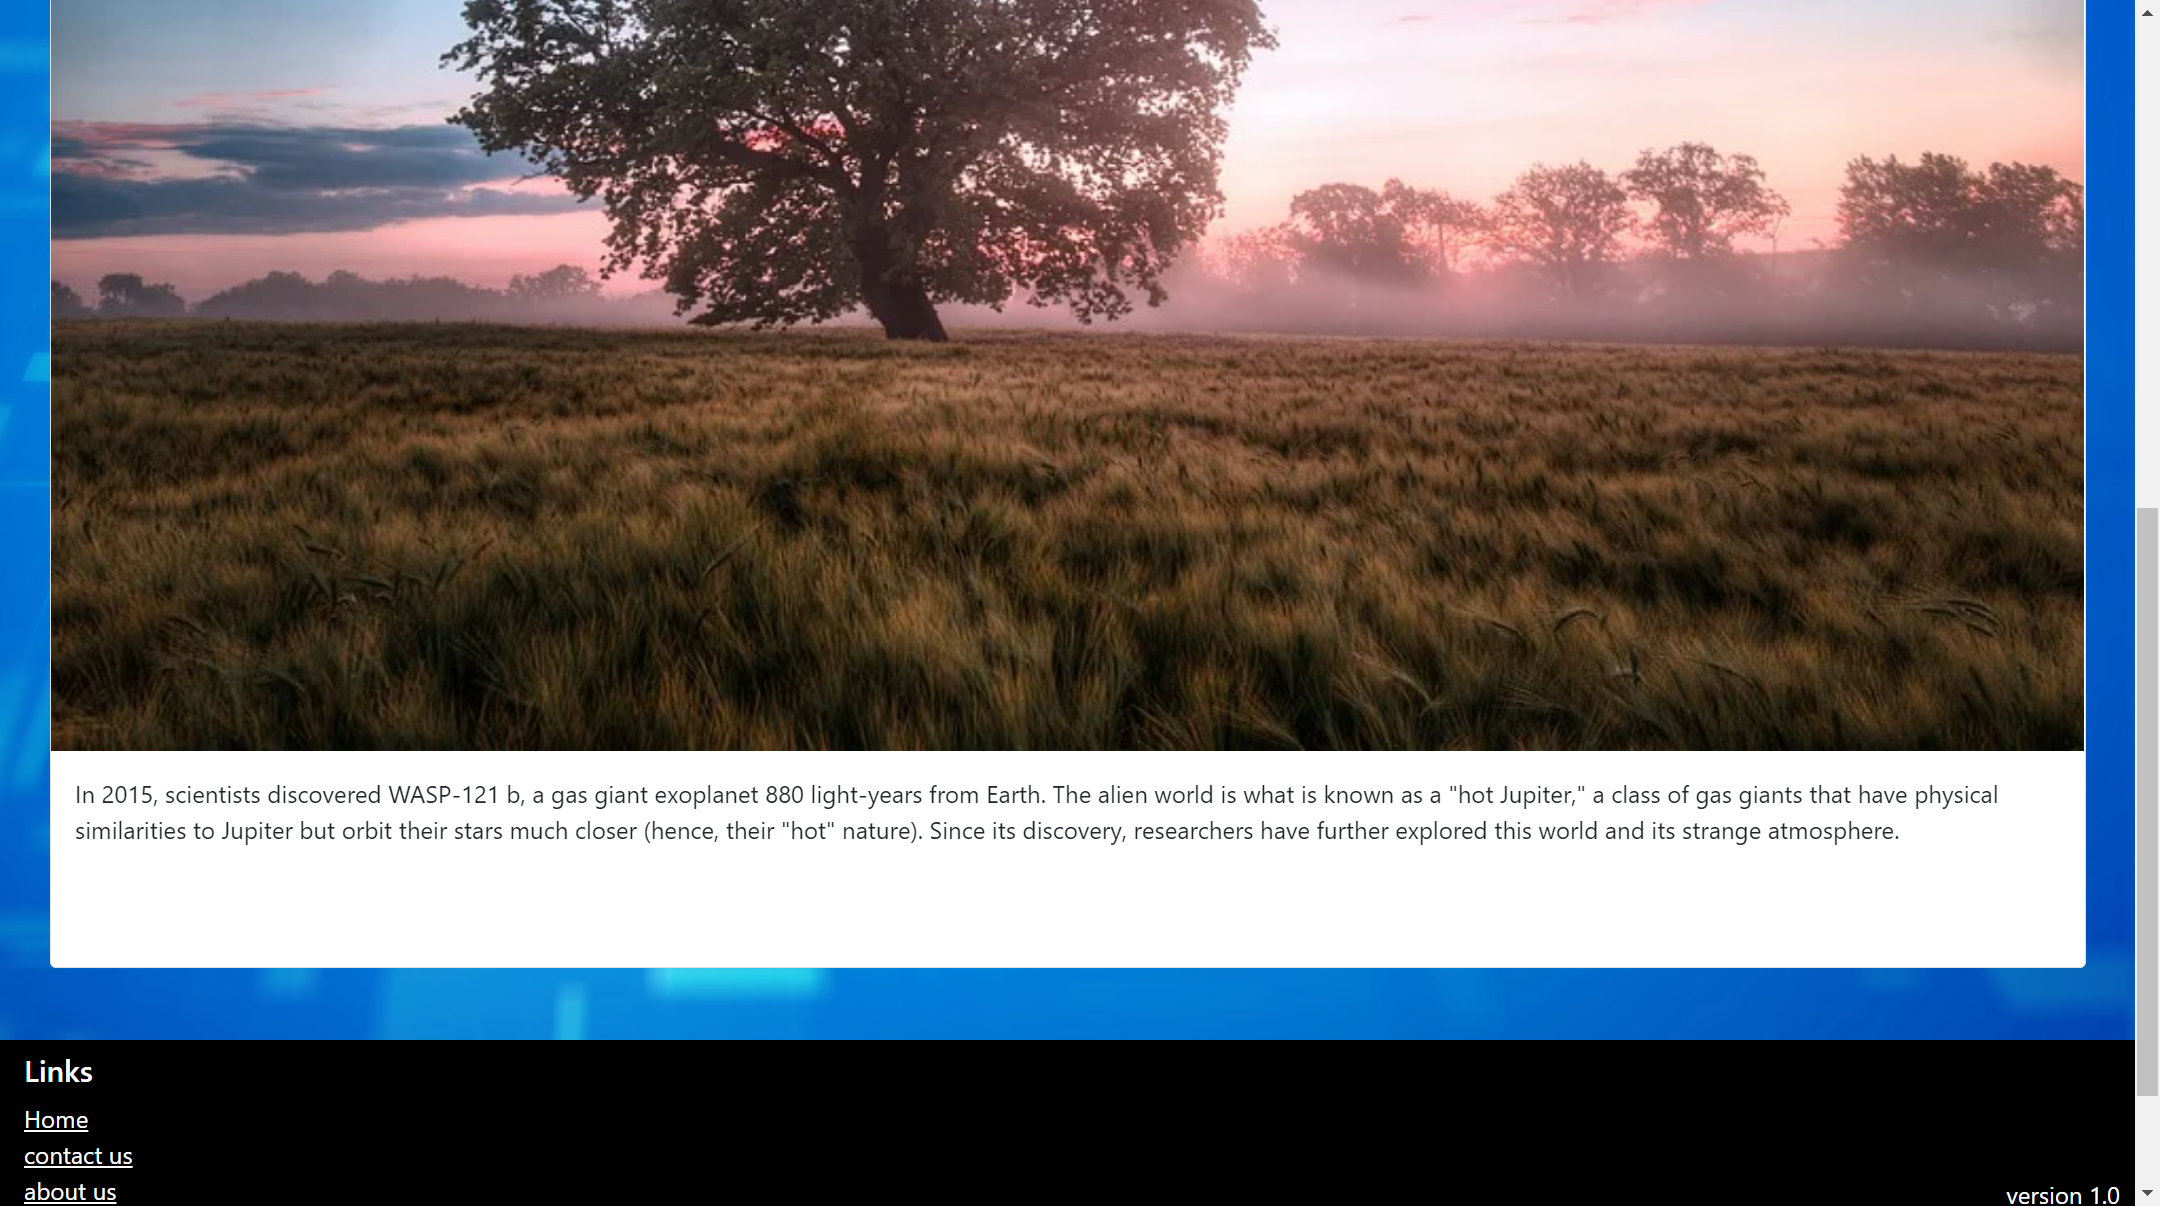 In 2015, scientists discovered WASP-121 b, a gas giant exoplanet 880 light-years from Earth. The alien world is what is known as a "hot Jupiter," a class of gas giants that have physical
similarities to Jupiter but orbit their stars much closer (hence, their "hot" nature). Since its discovery, researchers have further explored this world and its strange atmosphere.
Links
Home
contact us
about us
version 1.0